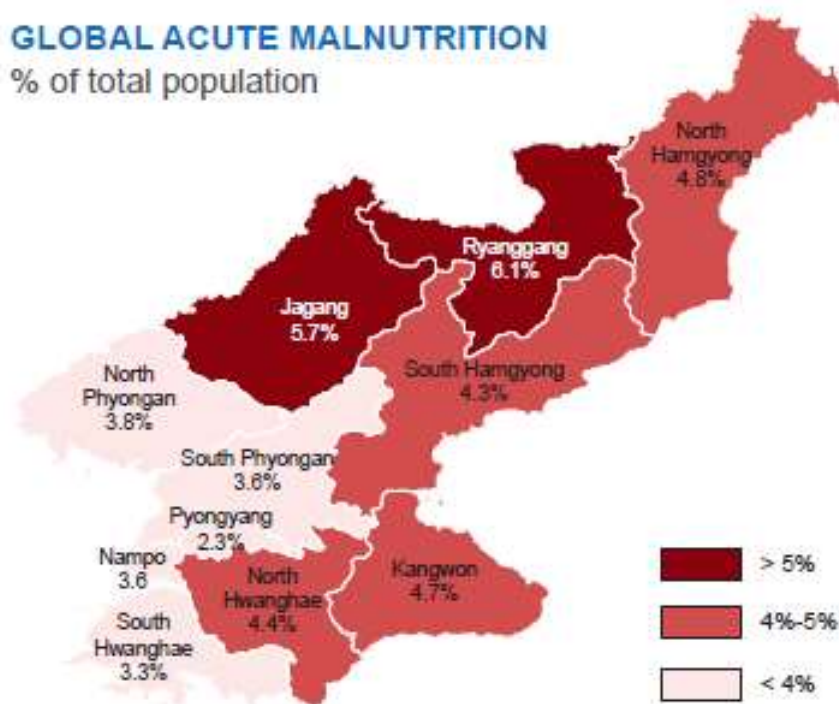 GLOBAL ACUTE MALNUTRITION
% of total population
North
Hamgyong
4.8%
Ryanggang
6.1%
Jagang
5.7%
South Hamgyong
4.3%
North
Phyongan
3.8%
South Phyongan
3.6%
Pyongyang
2.3%
Nampo
3.6
North
Hwanghae
4.4%
Kangwon
4.7%
South
Hwanghae
3.3%
> 5%
4%-5%
< 4%